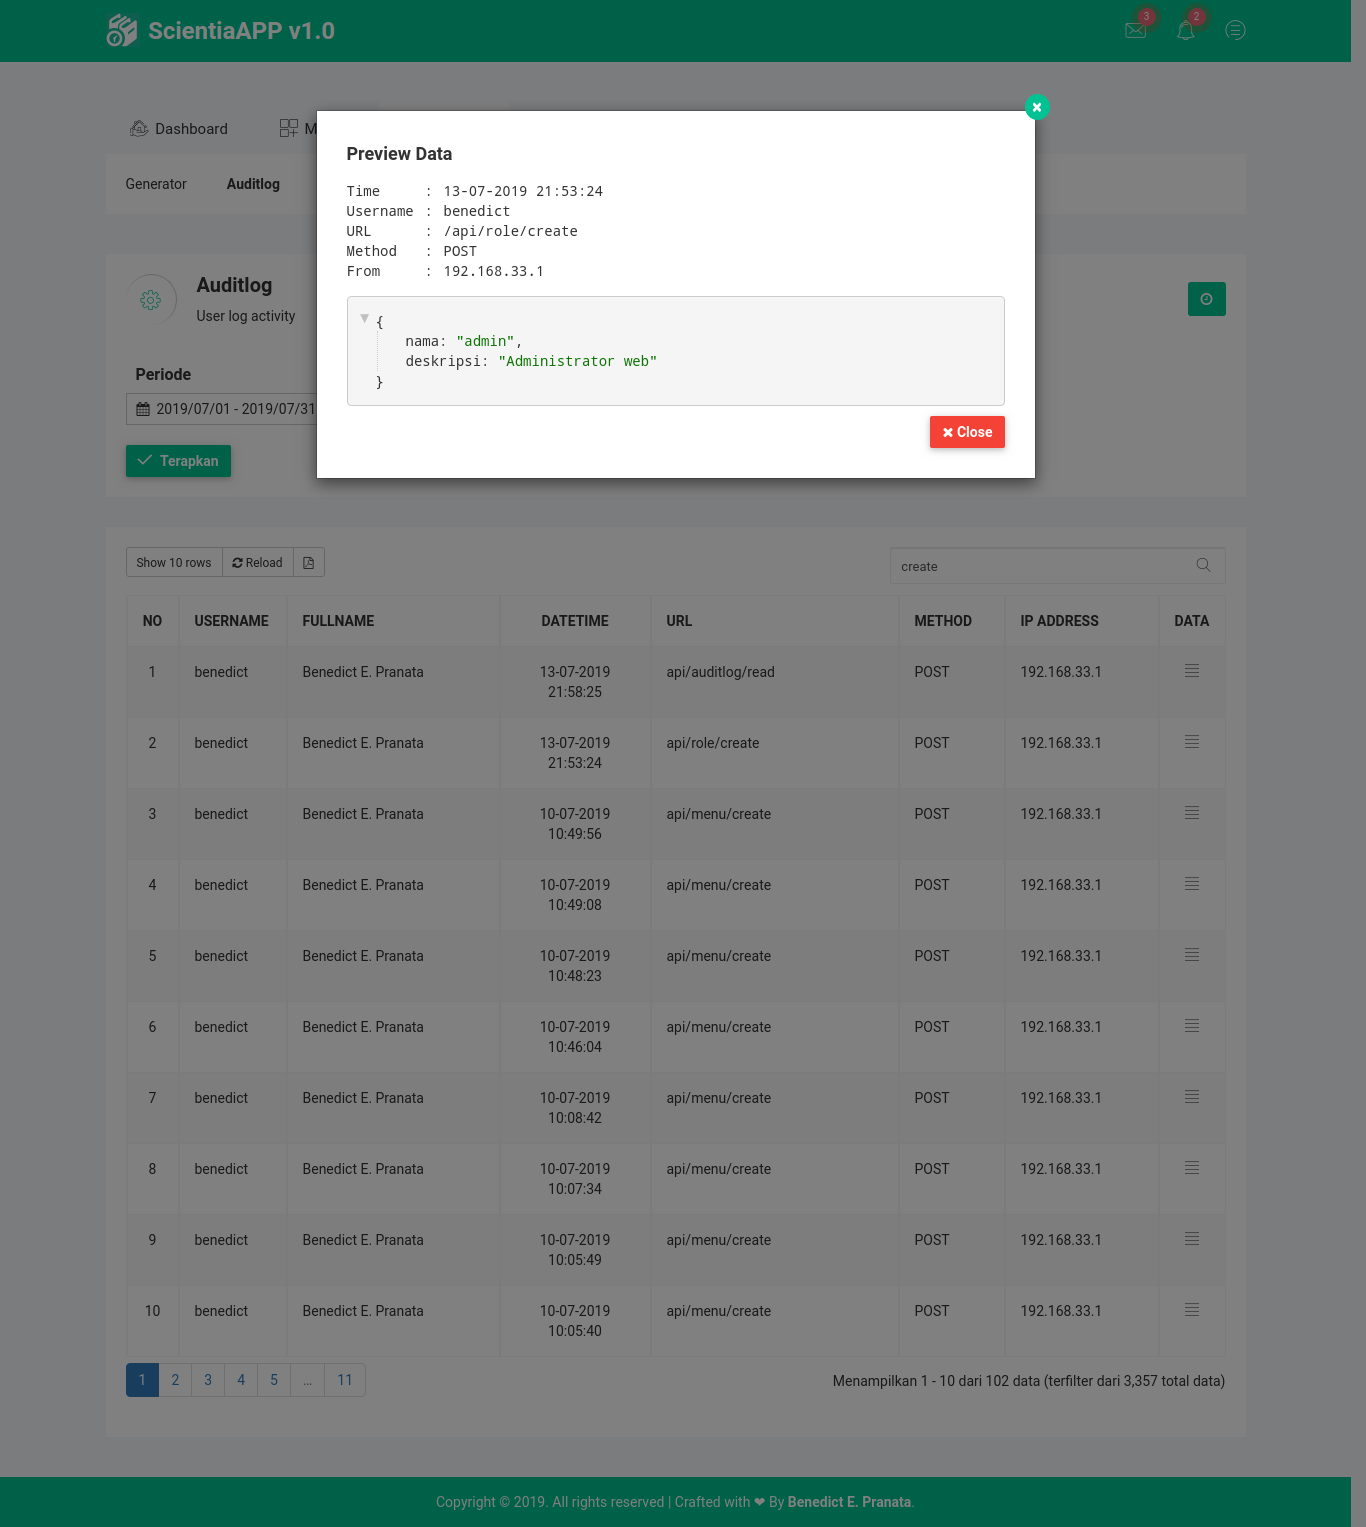 ScientiaAPP v1.0
3
2
Dashboard
M
Generator
Auditlog
Preview Data
Time : 13-07-2019 21:53:24
Username : benedict
URL : /api/role/create
Method : POST
From : 192.168.33.1
{
nama: "admin",
deskripsi: "Administrator web"
}
Close
Auditlog
User log activity
Periode
2019/07/01 - 2019/07/31
Terapkan
Show 10 rows
Reload
create
NO USERNAME FULLNAME DATETIME URL METHOD IP ADDRESS DATA
1 benedict Benedict E. Pranata 13-07-2019 api/auditlog/read POST 192.168.33.1
21:58:25
2 benedict Benedict E. Pranata 13-07-2019 api/role/create POST 192.168.33.1
21:53:24
3 benedict Benedict E. Pranata 10-07-2019 api/menu/create POST 192.168.33.1
10:49:56
4 benedict Benedict E. Pranata 10-07-2019 api/menu/create POST 192.168.33.1
10:49:08
5 benedict Benedict E. Pranata 10-07-2019 api/menu/create POST 192.168.33.1
10:48:23
6 benedict Benedict E. Pranata 10-07-2019 api/menu/create POST 192.168.33.1
10:46:04
7 benedict Benedict E. Pranata 10-07-2019 api/menu/create POST 192.168.33.1
10:08:42
8 benedict Benedict E. Pranata 10-07-2019 api/menu/create POST 192.168.33.1
10:07:34
9 benedict Benedict E. Pranata 10-07-2019 api/menu/create POST 192.168.33.1
10:05:49
10 benedict Benedict E. Pranata 10-07-2019 api/menu/create POST 192.168.33.1
10:05:40
1 2 3 4 5 ... 11
Menampilkan 1 - 10 dari 102 data (terfilter dari 3,357 total data)
Copyright © 2019. All rights reserved | Crafted with ❤ By Benedict E. Pranata.